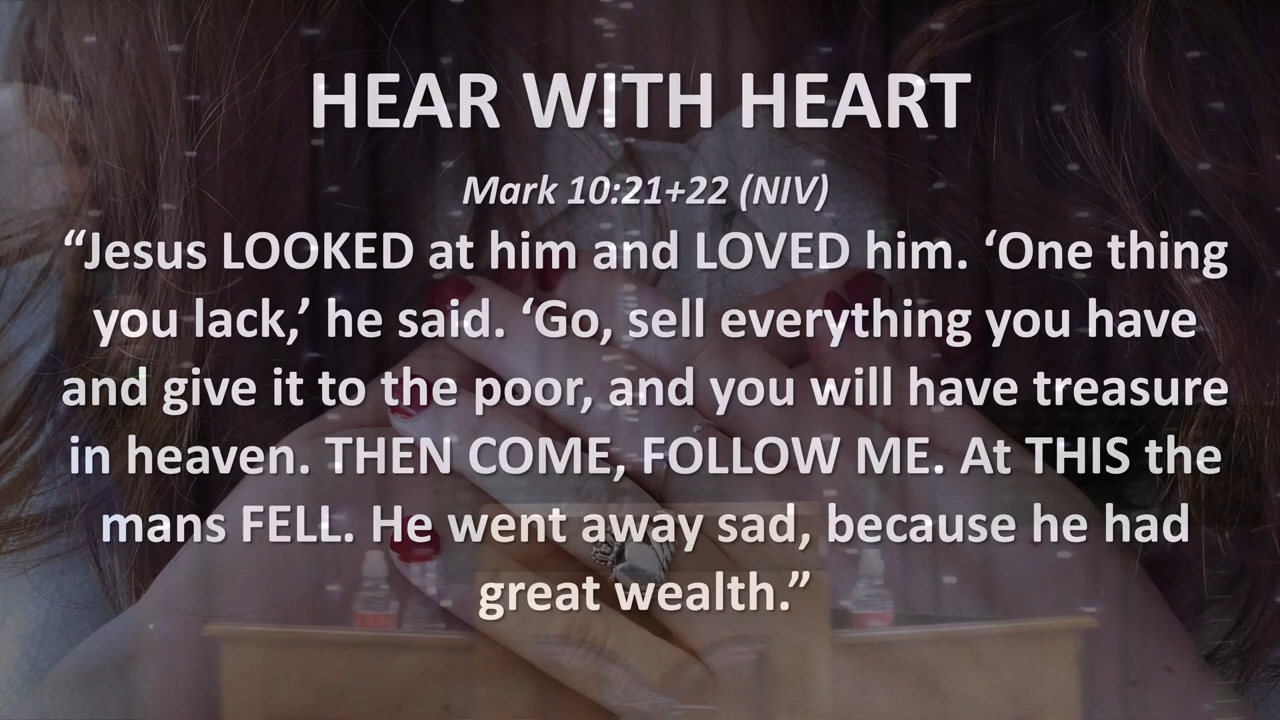 HEAR WITH HEART
Mark 10:21+22 (NIV)
“Jesus LOOKED at him and LOVED him. ‘One thing
you lack,’ he said. ‘Go, sell everything you have
and give it to the poor, and you will have treasure
in heaven. THEN COME, FOLLOW ME. At THIS the
mans FELL. He went away sad, because he had
great wealth.”